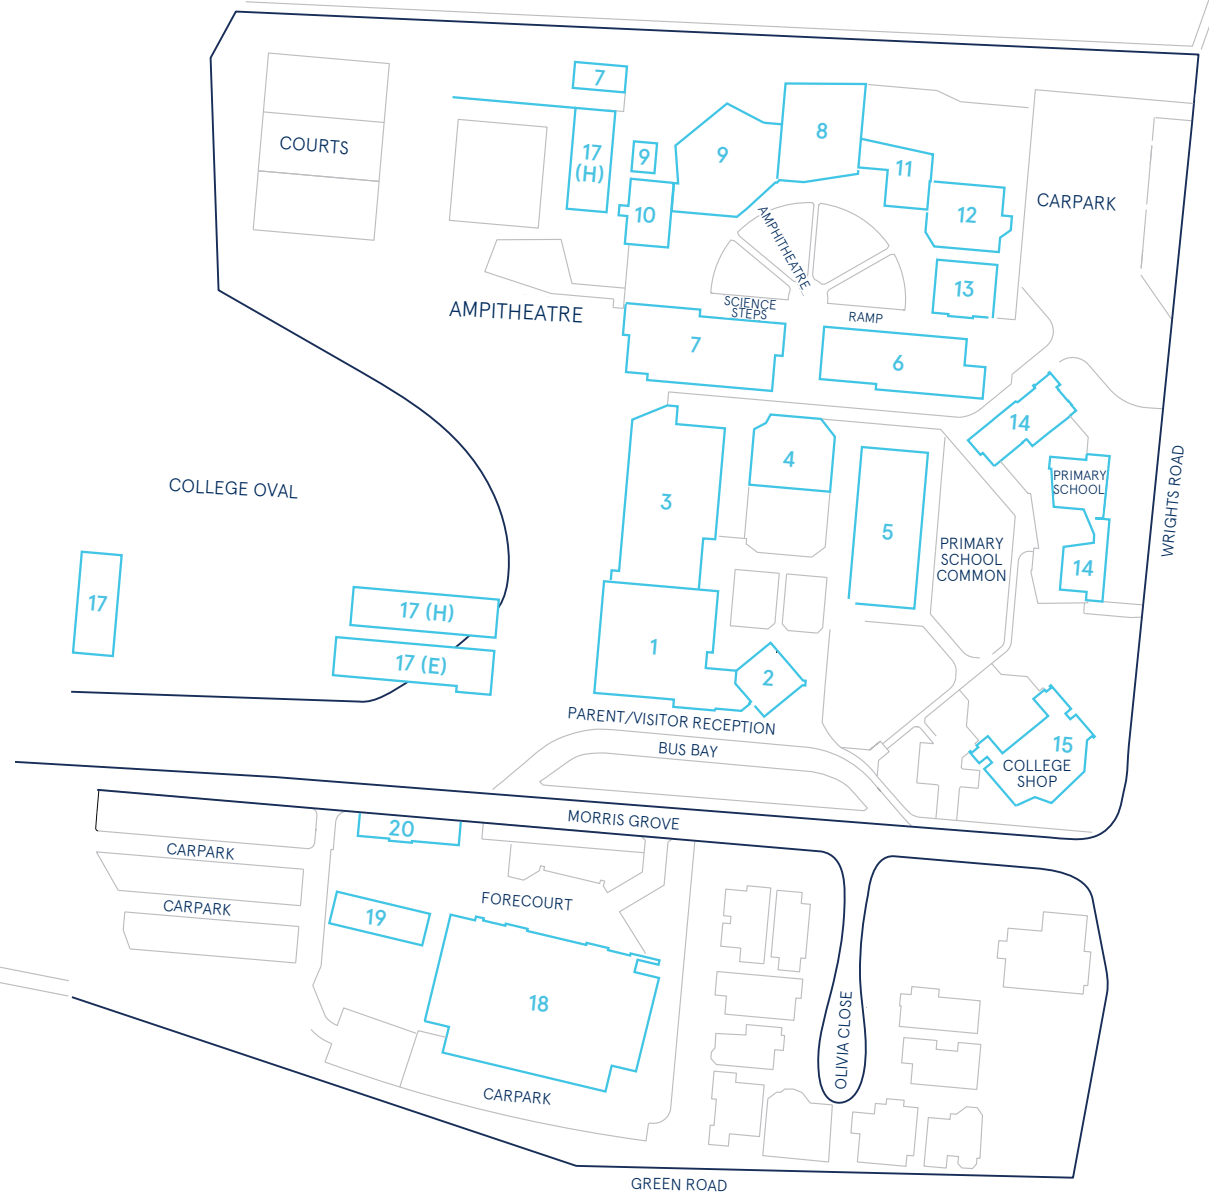 7
8
COURTS
17
(H)
9
9
11
10
CARPARK
12
AMPHITHEATRE
13
SCIENCE
STEPS
RAMP
AMPITHEATRE
7
6
14
4
PRIMARY
SCHOOL
COLLEGE OVAL
3
WRIGHTS ROAD
5
PRIMARY
SCHOOL
COMMON
14
17
17 (H)
1
17 (E)
2
PARENT/VISITOR RECEPTION
BUS BAY
15
COLLEGE
SHOP
MORRIS GROVE
20
CARPARK
FORECOURT
CARPARK
19
18
OLIVIA CLOSE
CARPARK
GREEN ROAD